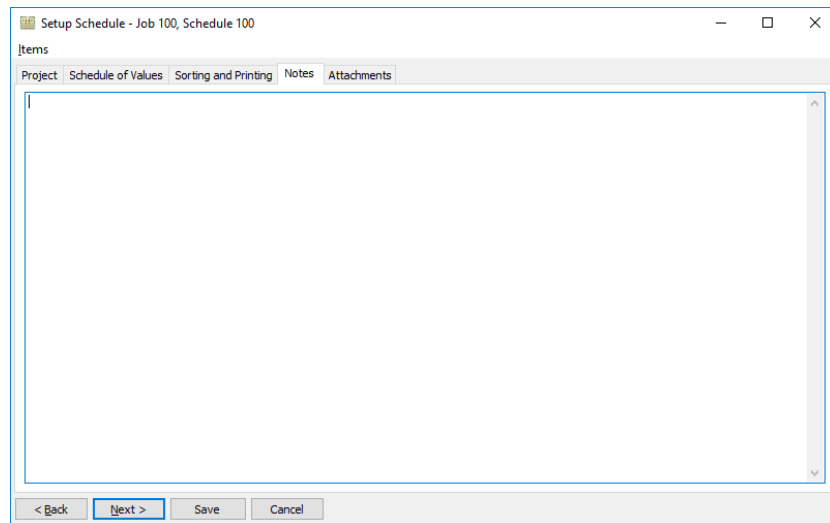 Setup Schedule - Job 100, Schedule 100
Items
Project Schedule of Values Sorting and Printing Notes Attachments
< Back Next > Save Cancel